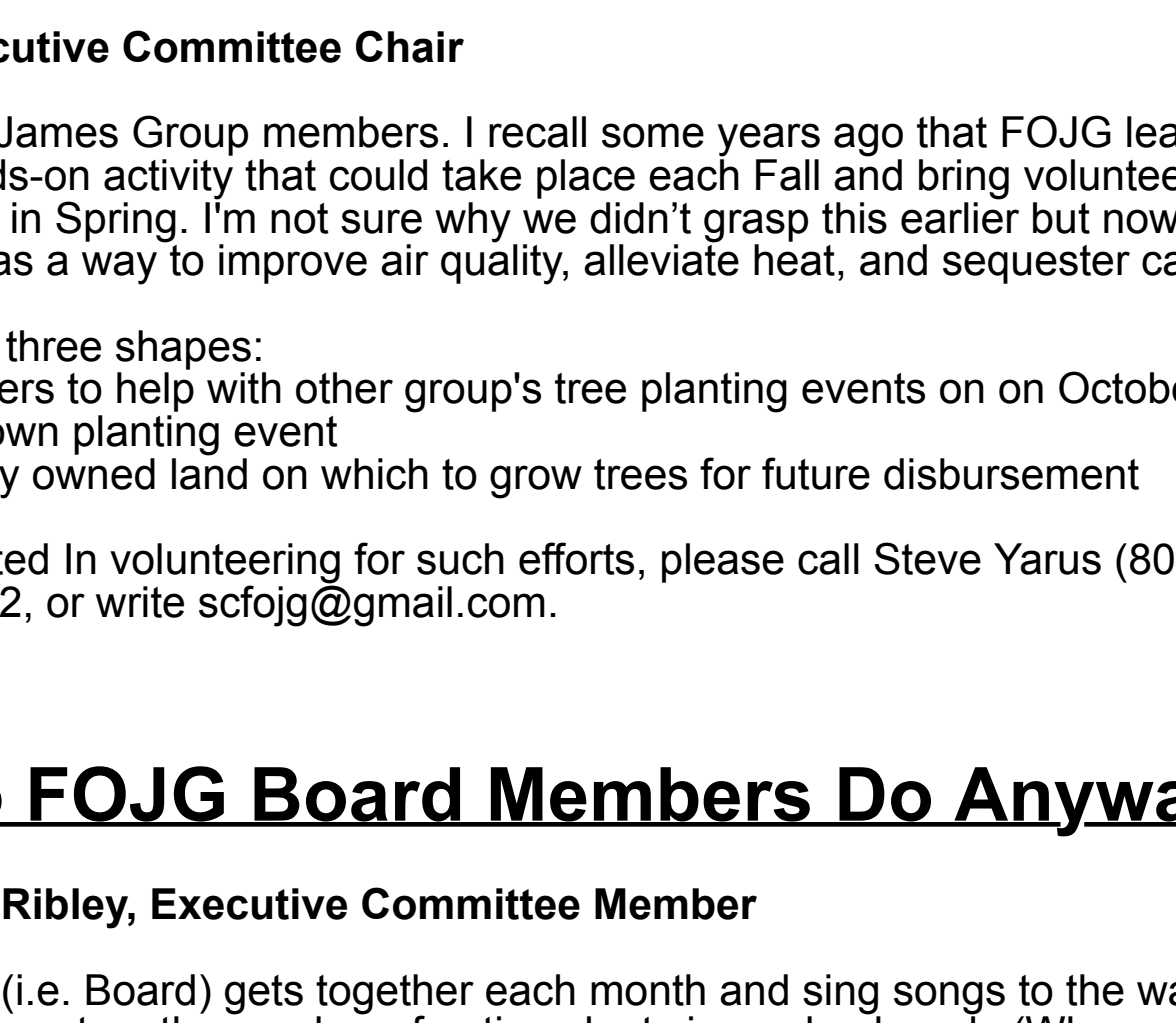 cutive Committee Chair
James Group members. I recall some years ago that FOJG lea
ds-on activity that could take place each Fall and bring voluntee
in Spring. I'm not sure why we didn’t grasp this earlier but now
as a way to improve air quality, alleviate heat, and sequester ca
three shapes:
ers to help with other group's tree planting events on on Octobe
own planting event
y owned land on which to grow trees for future disbursement
ted In volunteering for such efforts, please call Steve Yarus (80
2, or write scfojg@gmail.com.
o FOJG Board Members Do Anywa
Ribley, Executive Committee Member
(i.e. Board) gets together each month and sing songs to the wa